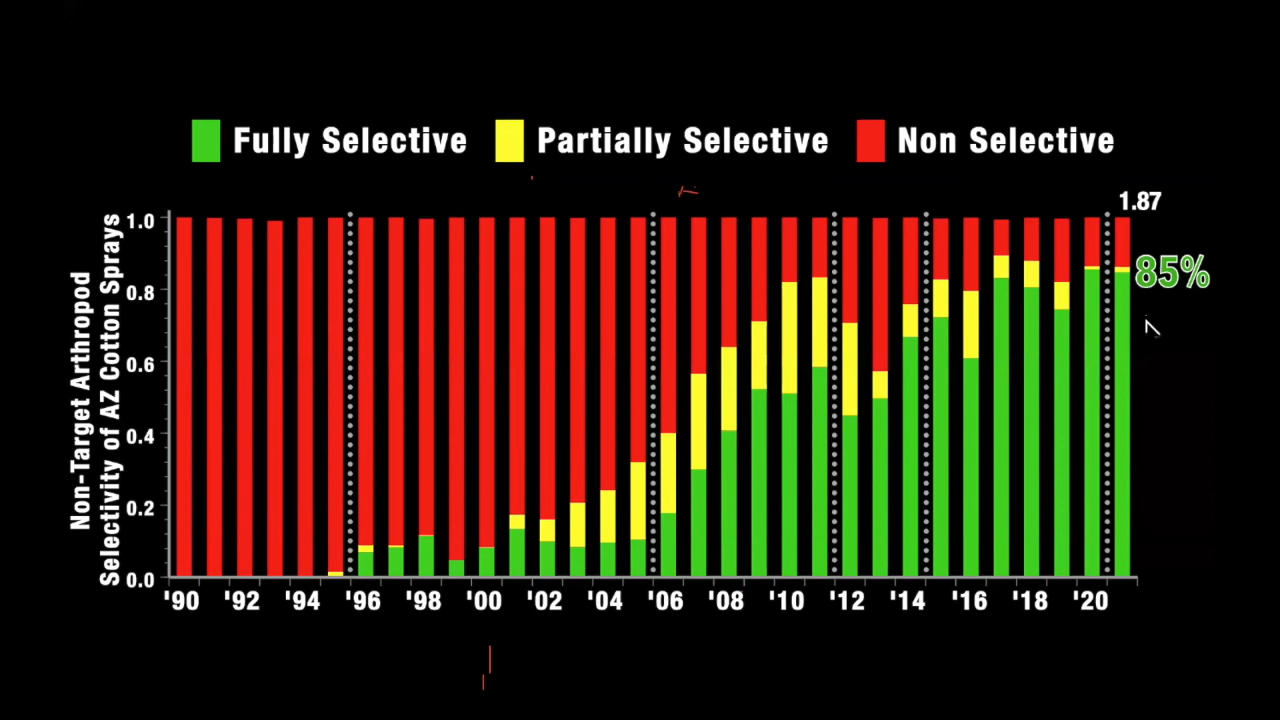 Fully Selective Partially Selective Non Selective
1.87
85%
Non-Target Arthropod
Selectivity of AZ Cotton Sprays
1.0
0.8
0.6
0.4
0.2
0.0
'90 '92 '94 '96 '98 '00 '02 '04 '06 '08 '10 '12 '14 '16 '18 '20